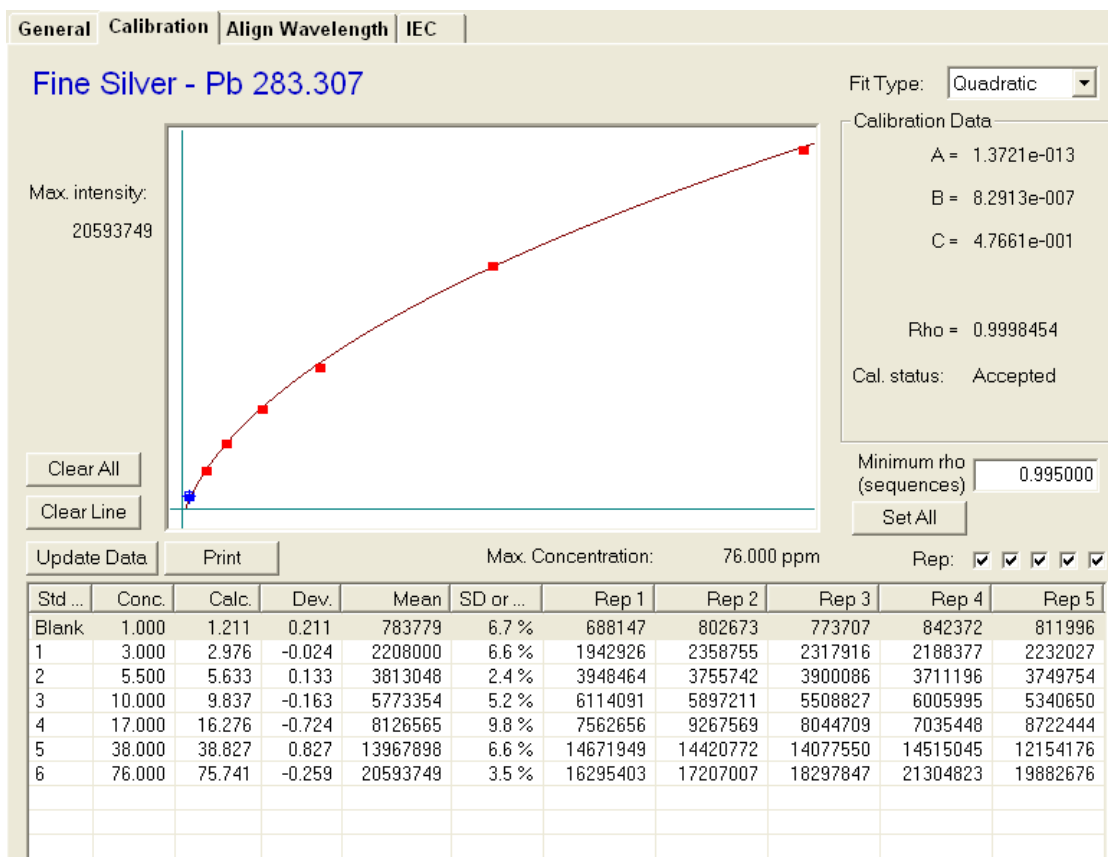 General Calibration Align Wavelength IEC
Fine Silver - Pb 283.307
Fit Type: Quadratic
Calibration Data
A = 1.3721e-013
Max. intensity:
B = 8.2913e-007
20593749
C = 4.7661e-001
Rho = 0.9998454
Cal. status: Accepted
Clear All
Minimum rho
(sequences) 0.995000
Clear Line
Set All
Update Data Print Max. Concentration: 76.000 ppm Rep:
Std ... Conc. Calc. Dev. Mean SD or ... Rep 1 Rep 2 Rep 3 Rep 4 Rep 5
Blank 1.000 1.211 0.211 783779 6.7 % 688147 802673 773707 842372 811996
1 3.000 2.976 -0.024 2208000 6.6 % 1942926 2358755 2317916 2188377 2232027
2 5.500 5.633 0.133 3813048 2.4 % 3948464 3755742 3900086 3711196 3749754
3 10.000 9.837 -0.163 5773354 5.2 % 6114091 5897211 5508827 6005995 5340650
4 17.000 16.276 -0.724 8126565 9.8 % 7562656 9267569 8044709 7035448 8722444
5 38.000 38.827 0.827 13967898 6.6 % 14671949 14420772 14077550 14515045 12154176
6 76.000 75.741 -0.259 20593749 3.5 % 16295403 17207007 18297847 21304823 19882676